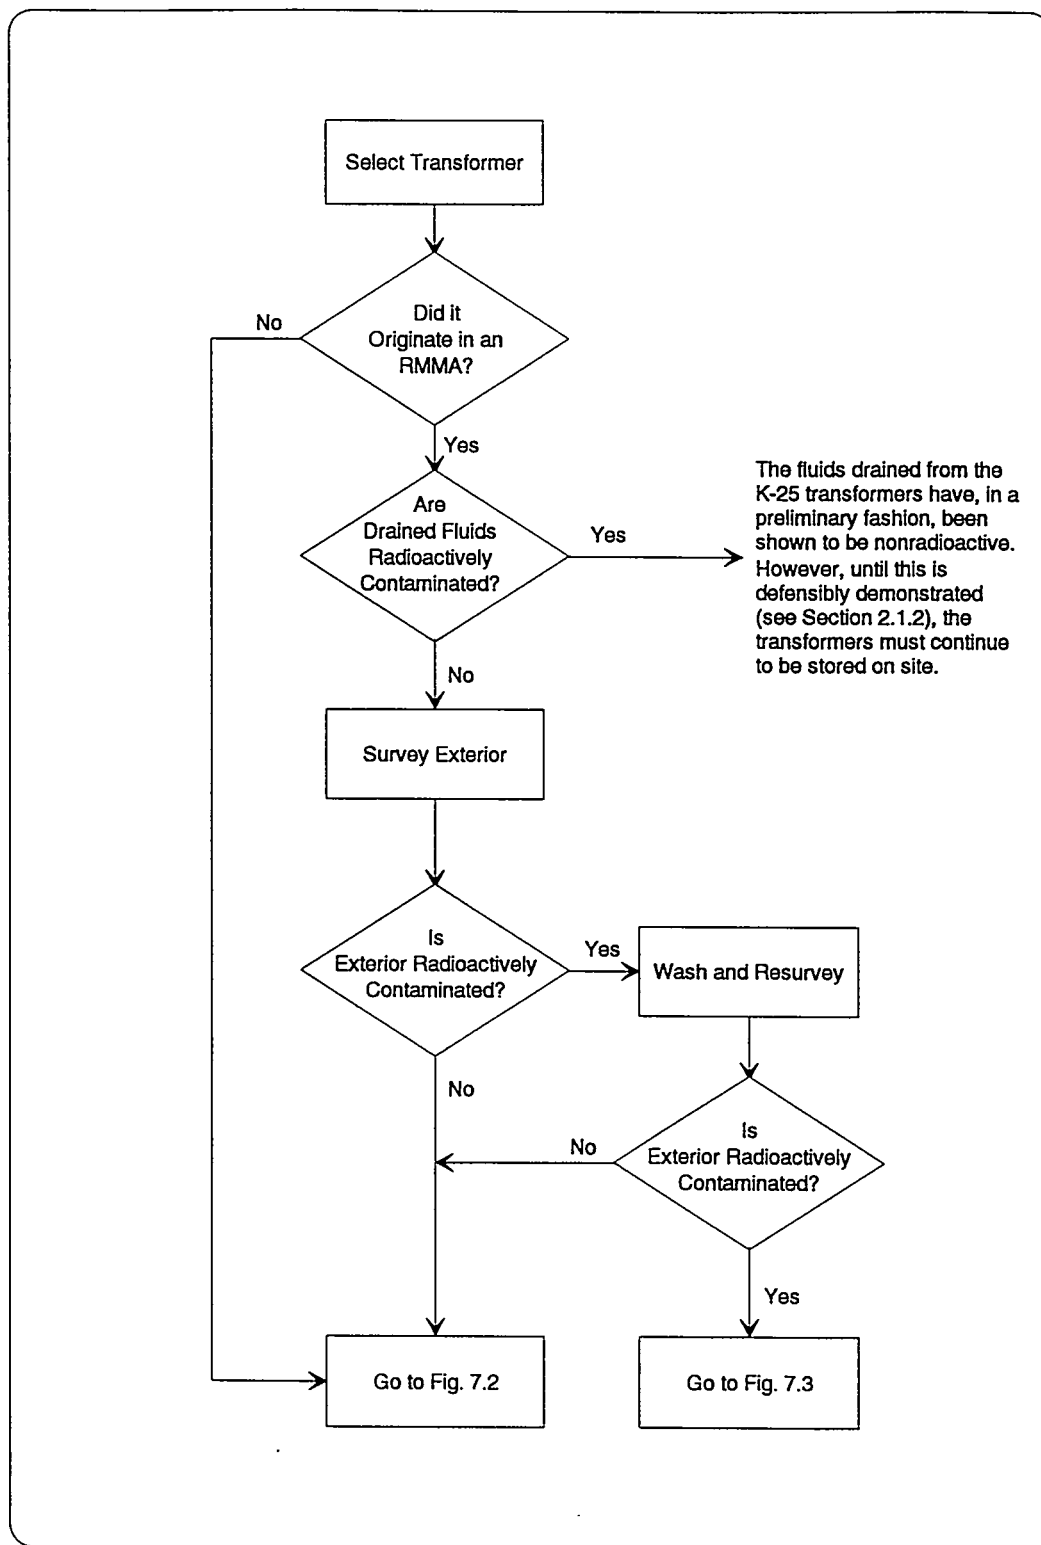 Select Transformer
Did it
Originate in an
RMMA?
No
Yes
Are
Drained Fluids
Radioactively
Contaminated?
Yes
The fluids drained from the
K-25 transformers have, in a
preliminary fashion, been
shown to be nonradioactive.
However, until this is
defensibly demonstrated
(see Section 2.1.2), the
transformers must continue
to be stored on site.
No
Survey Exterior
Is
Exterior Radioactively
Contaminated?
Yes
Wash and Resurvey
No
Is
Exterior Radioactively
Contaminated?
No
Yes
Go to Fig. 7.2
Go to Fig. 7.3